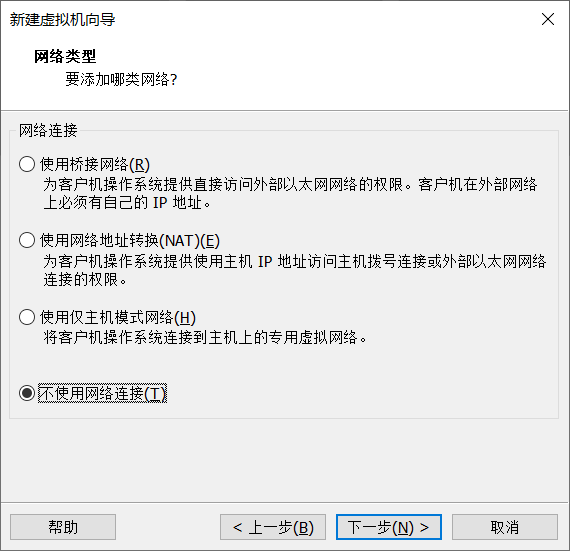 新建虚拟机向导
网络类型
要添加哪类网络?
网络连接
使用桥接网络(R)
为客户机操作系统提供直接访问外部以太网网络的权限。客户机在外部网络
上必须有自己的 IP 地址。
使用网络地址转换(NAT)(E)
为客户机操作系统提供使用主机 IP 地址访问主机拨号连接或外部以太网网络
连接的权限。
使用仅主机模式网络(H)
将客户机操作系统连接到主机上的专用虚拟网络。
不使用网络连接(T)
帮助
< 上一步(B)
下一步(N) >
取消